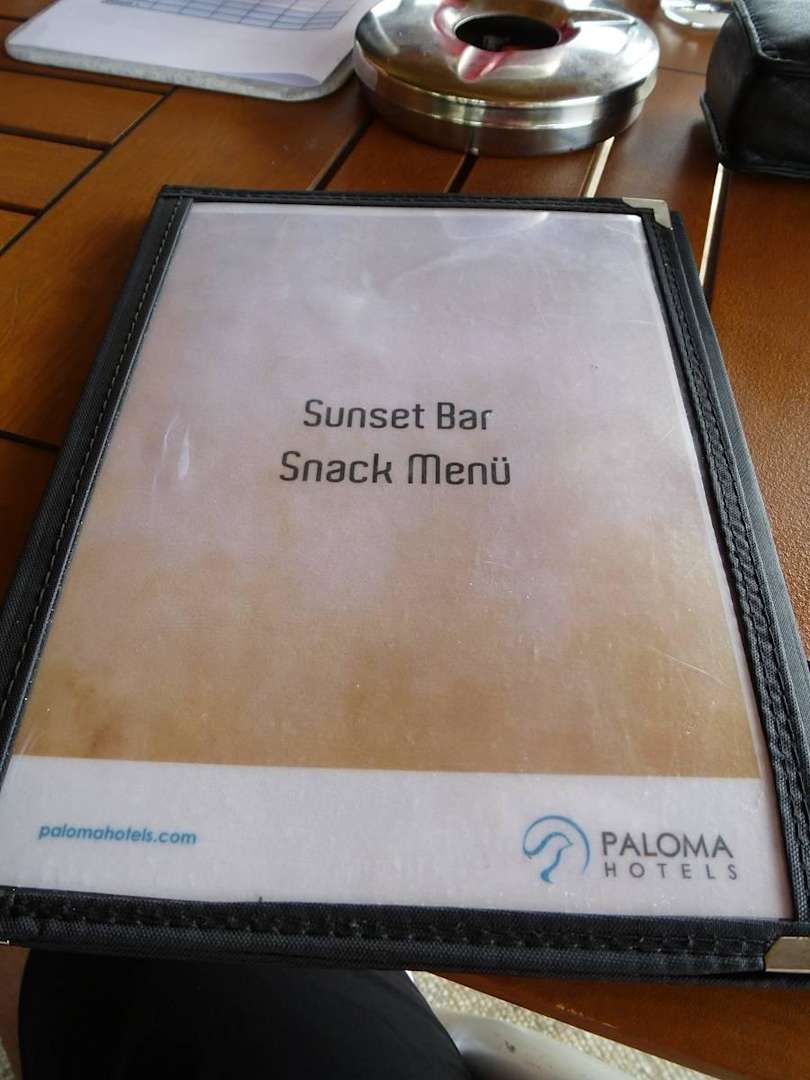 Sunset Bar
Snack Menü
palomahotels.com
PALOMA
HOTELS